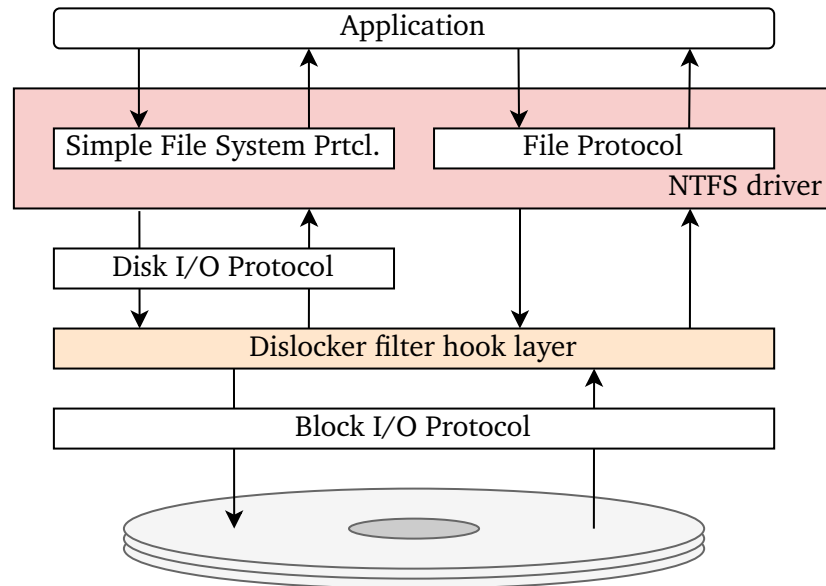 Application
Simple File System Prtcl.
File Protocol
NTFS driver
Disk I/O Protocol
Dislocker filter hook layer
Block I/O Protocol